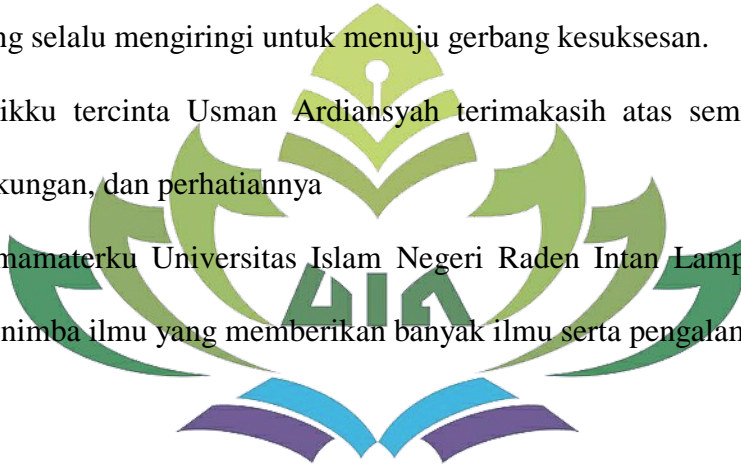 ng selalu mengiringi untuk menuju gerbang kesuksesan.
ikku tercinta Usman Ardiansyah terimakasih atas sem
kungan, dan perhatiannya
mamaterku Universitas Islam Negeri Raden Intan Lamp
UIN
nimba ilmu yang memberikan banyak ilmu serta pengalan